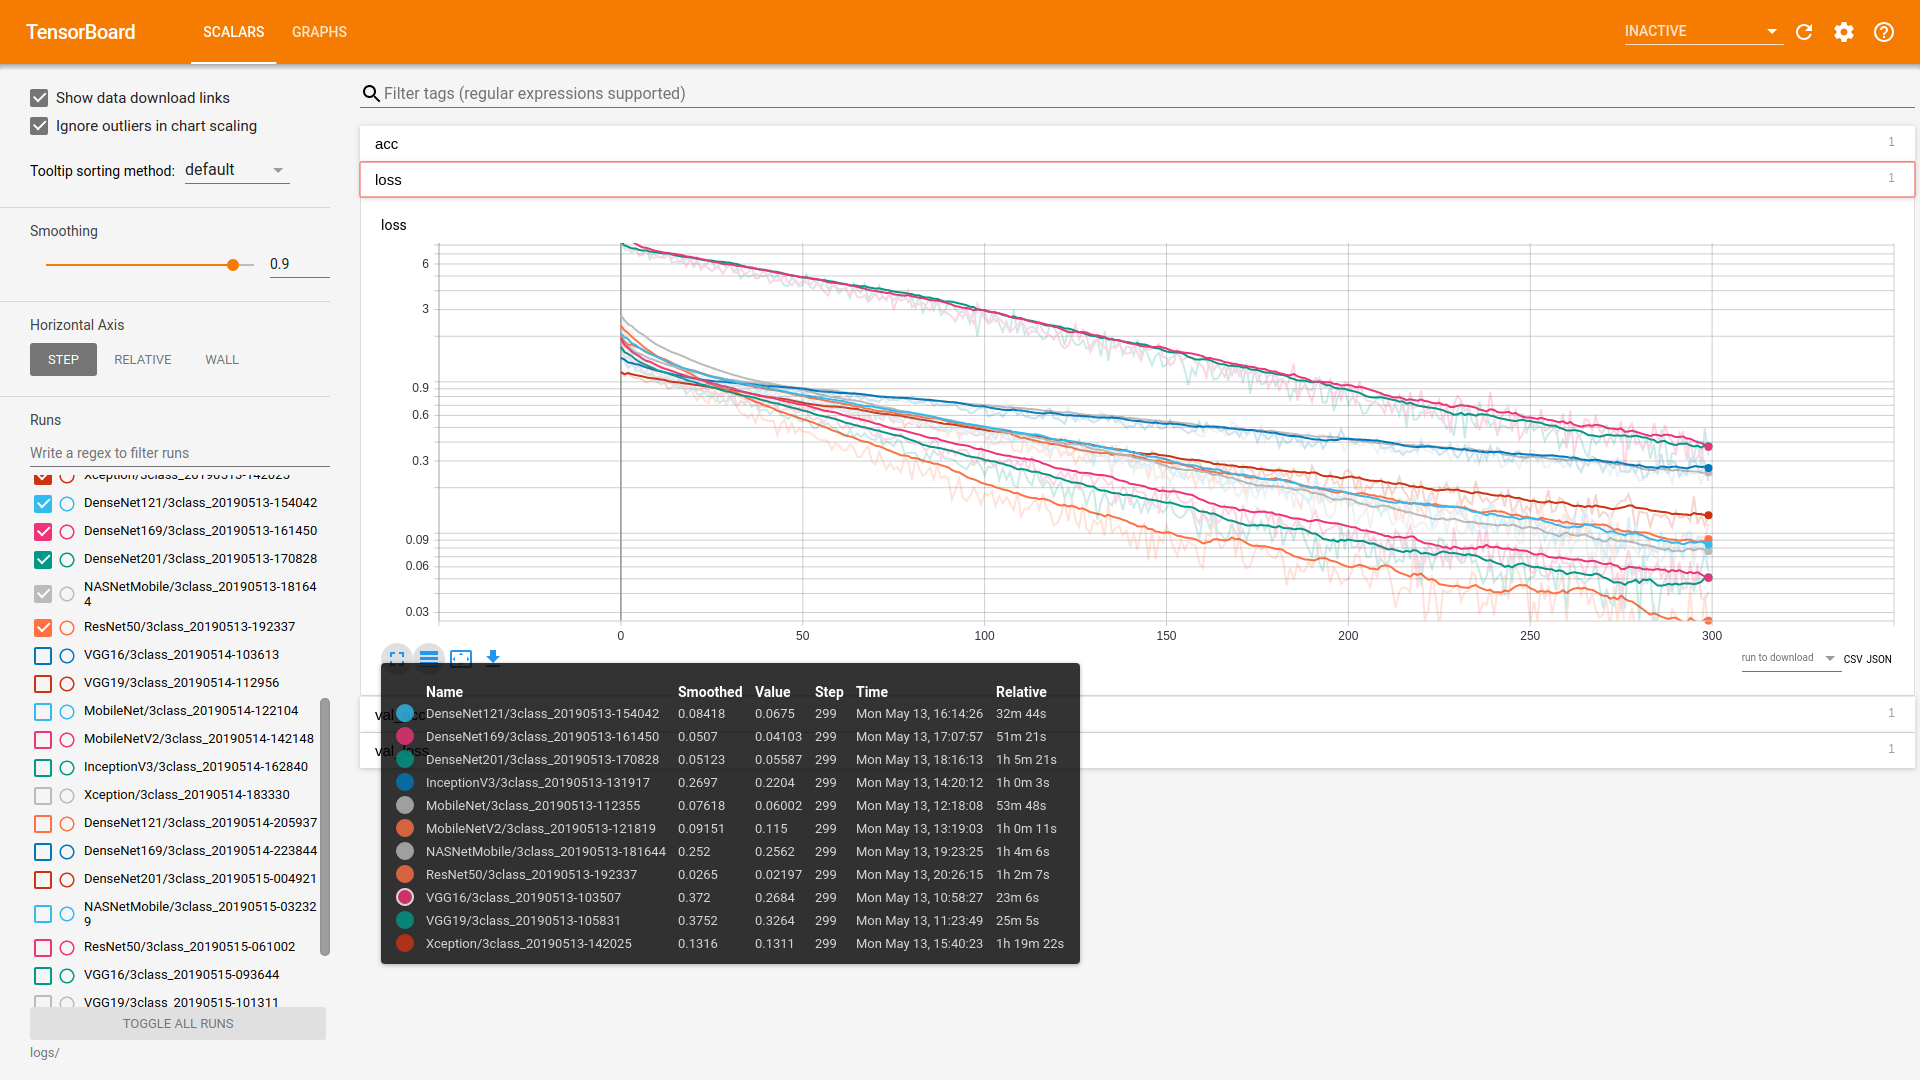 TensorBoard SCALARS GRAPHS INACTIVE
Show data download links
Ignore outliers in chart scaling
Tooltip sorting method: default
Smoothing
0.9
Horizontal Axis
STEP RELATIVE WALL
Runs
Write a regex to filter runs
Xception/3class_20190513-142025
DenseNet121/3class_20190513-154042
DenseNet169/3class_20190513-161450
DenseNet201/3class_20190513-170828
NASNetMobile/3class_20190513-18164
4
ResNet50/3class_20190513-192337
VGG16/3class_20190514-103613
VGG19/3class_20190514-112956
MobileNet/3class_20190514-122104
MobileNetV2/3class_20190514-142148
InceptionV3/3class_20190514-162840
Xception/3class_20190514-183330
DenseNet121/3class_20190514-205937
DenseNet169/3class_20190514-223844
DenseNet201/3class_20190515-004921
NASNetMobile/3class_20190515-03232
9
ResNet50/3class_20190515-061002
VGG16/3class_20190515-093644
VGG19/3class_20190515-101311
TOGGLE ALL RUNS
logs/
Filter tags (regular expressions supported)
acc 1
loss 1
loss
6
3
0.9
0.6
0.3
0.09
0.06
0.03
0 50 100 150 200 250 300
run to download CSV JSON
val_acc 1
val_loss 1
Name Smoothed Value Step Time Relative
DenseNet121/3class_20190513-154042 0.08418 0.0675 299 Mon May 13, 16:14:26 32m 44s
DenseNet169/3class_20190513-161450 0.0507 0.04103 299 Mon May 13, 17:07:57 51m 21s
DenseNet201/3class_20190513-170828 0.05123 0.05587 299 Mon May 13, 18:16:13 1h 5m 21s
InceptionV3/3class_20190513-131917 0.2697 0.2204 299 Mon May 13, 14:20:12 1h 0m 3s
MobileNet/3class_20190513-112355 0.07618 0.06002 299 Mon May 13, 12:18:08 53m 48s
MobileNetV2/3class_20190513-121819 0.09151 0.115 299 Mon May 13, 13:19:03 1h 0m 11s
NASNetMobile/3class_20190513-181644 0.252 0.2562 299 Mon May 13, 19:23:25 1h 4m 6s
ResNet50/3class_20190513-192337 0.0265 0.02197 299 Mon May 13, 20:26:15 1h 2m 7s
VGG16/3class_20190513-103507 0.372 0.2684 299 Mon May 13, 10:58:27 23m 6s
VGG19/3class_20190513-105831 0.3752 0.3264 299 Mon May 13, 11:23:49 25m 5s
Xception/3class_20190513-142025 0.1316 0.1311 299 Mon May 13, 15:40:23 1h 19m 22s